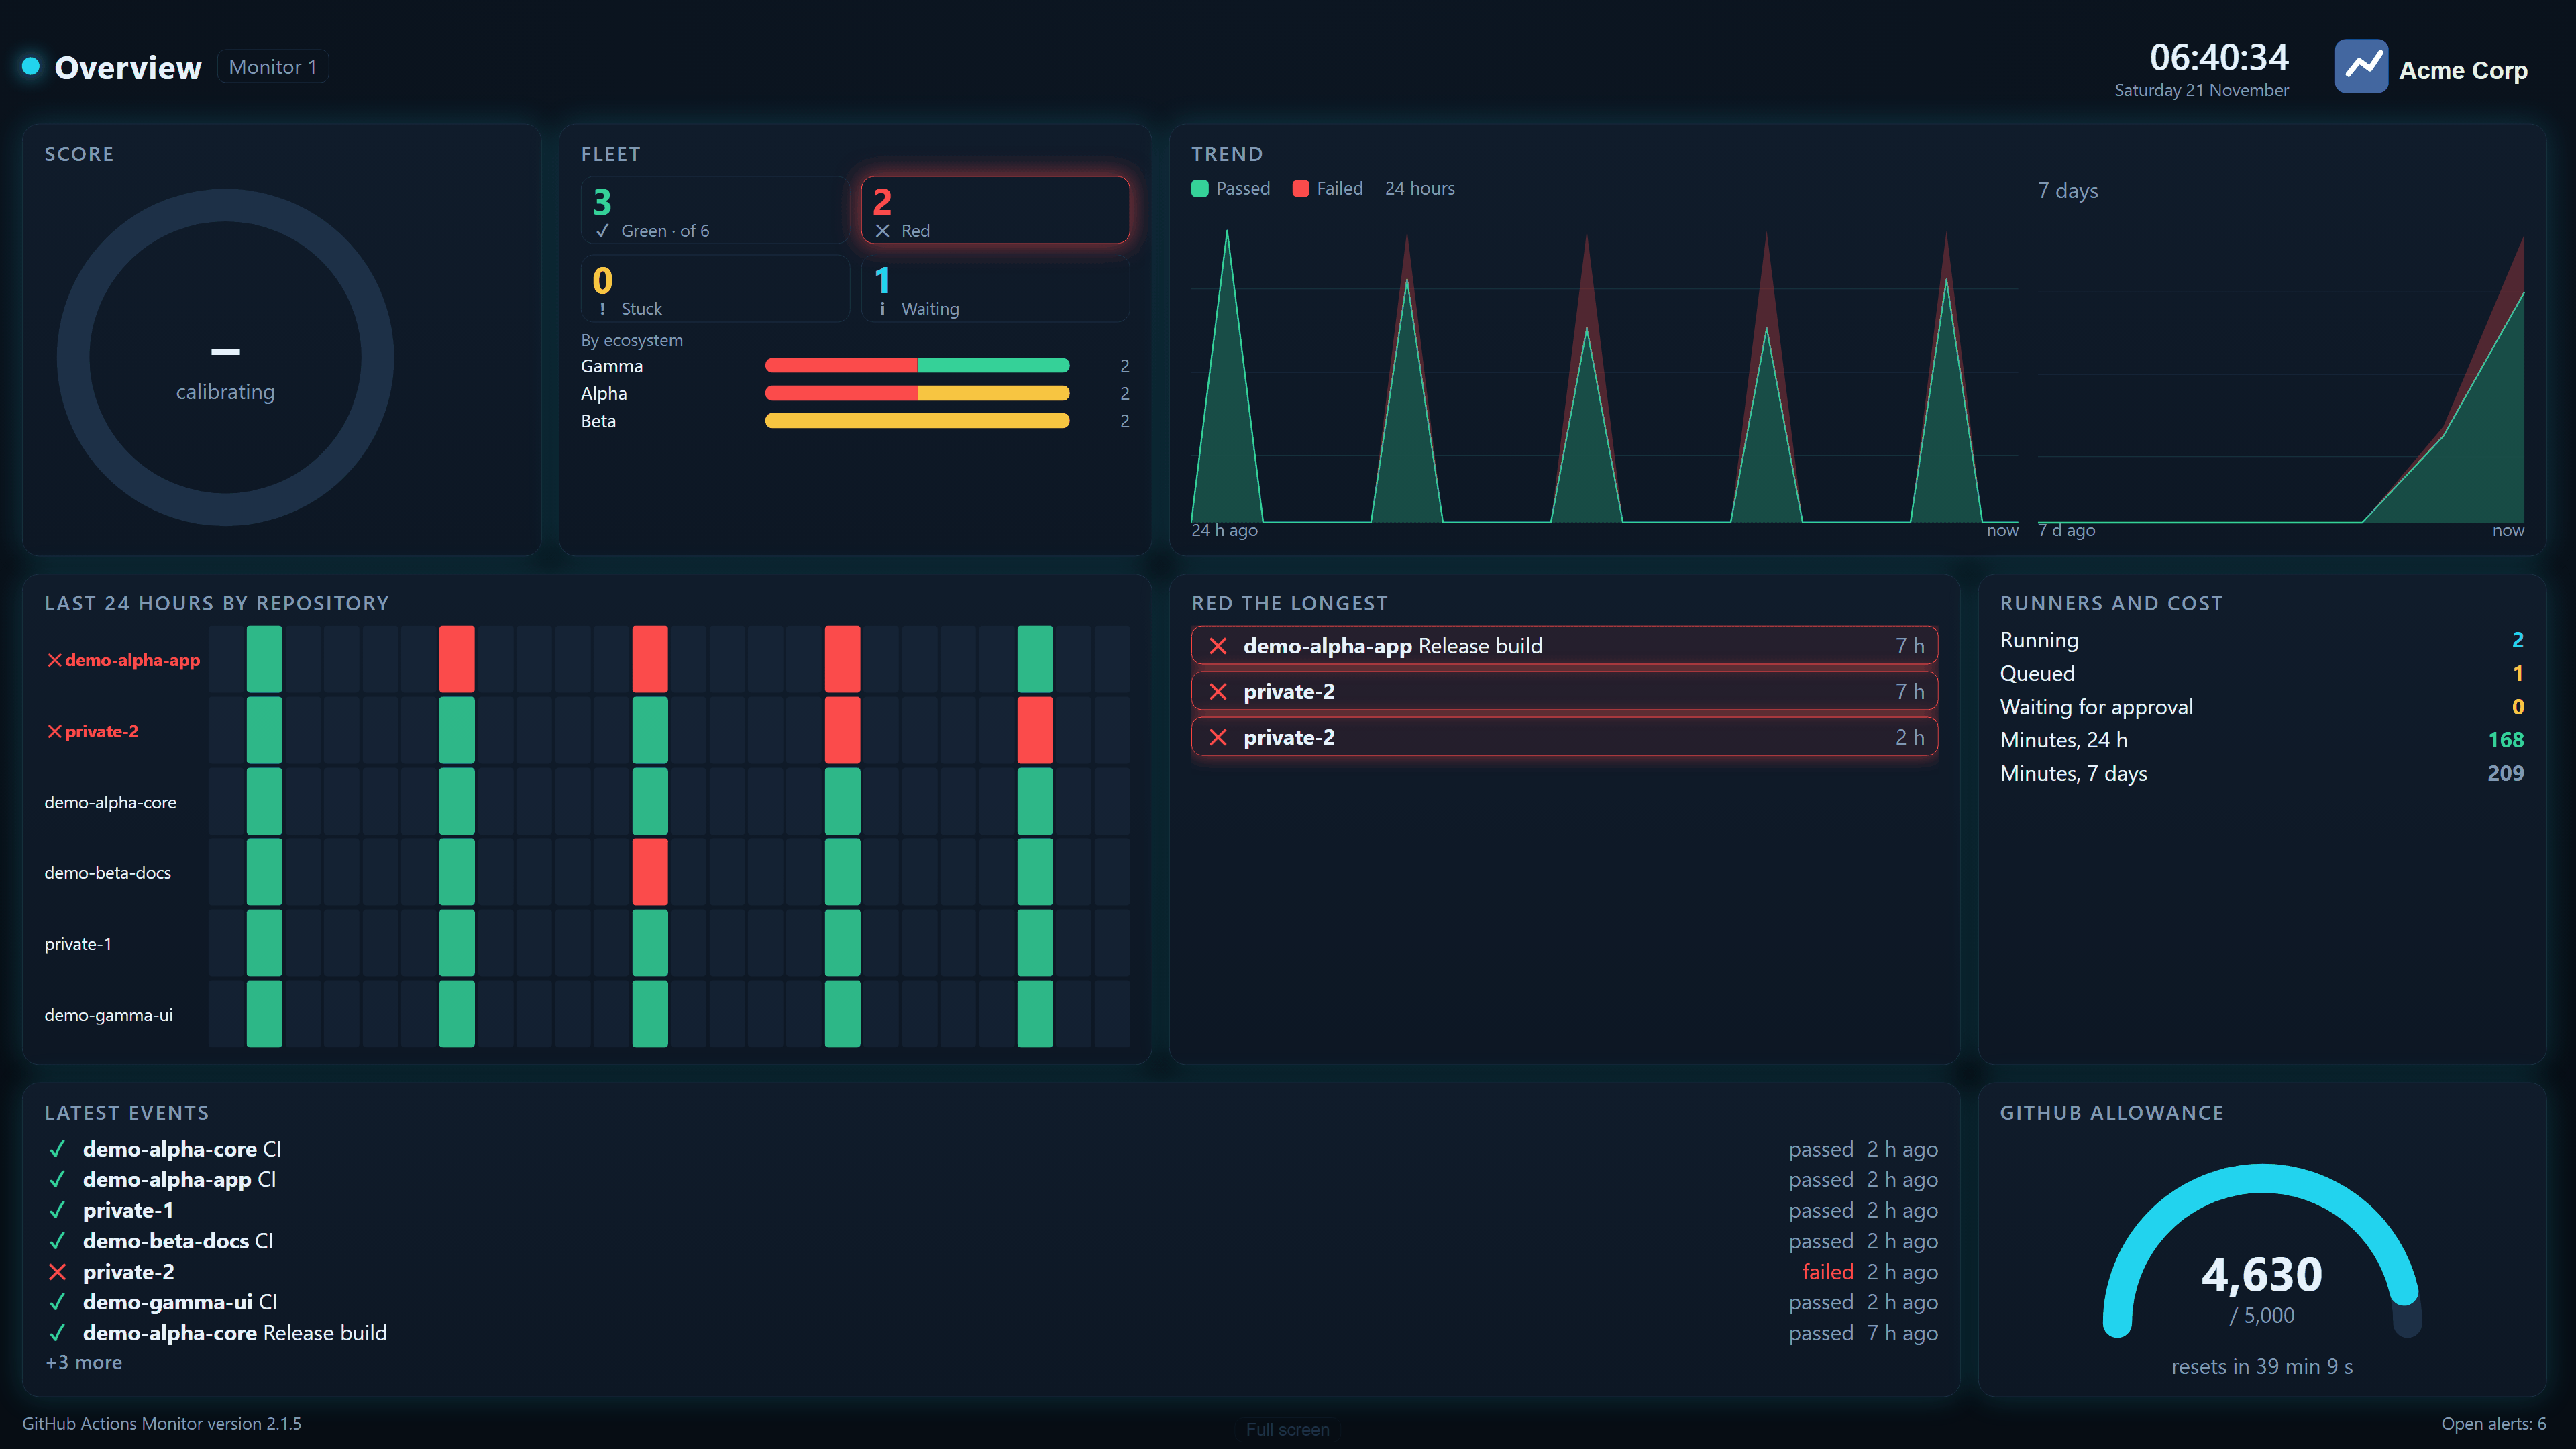 Overview
Monitor 1
06:40:34
Saturday 21 November
Acme Corp
SCORE
–
calibrating
FLEET
3
✓ Green · of 6
2
✕ Red
0
! Stuck
1
i Waiting
By ecosystem
Gamma 2
Alpha 2
Beta 2
TREND
Passed Failed 24 hours
7 days
24 h ago now
7 d ago now
LAST 24 HOURS BY REPOSITORY
✕ demo-alpha-app
✕ private-2
demo-alpha-core
demo-beta-docs
private-1
demo-gamma-ui
RED THE LONGEST
✕ demo-alpha-app Release build 7 h
✕ private-2 7 h
✕ private-2 2 h
RUNNERS AND COST
Running 2
Queued 1
Waiting for approval 0
Minutes, 24 h 168
Minutes, 7 days 209
LATEST EVENTS
✓ demo-alpha-core CI passed 2 h ago
✓ demo-alpha-app CI passed 2 h ago
✓ private-1 passed 2 h ago
✓ demo-beta-docs CI passed 2 h ago
✕ private-2 failed 2 h ago
✓ demo-gamma-ui CI passed 2 h ago
✓ demo-alpha-core Release build passed 7 h ago
+3 more
GITHUB ALLOWANCE
4,630
/ 5,000
resets in 39 min 9 s
GitHub Actions Monitor version 2.1.5
Full screen
Open alerts: 6